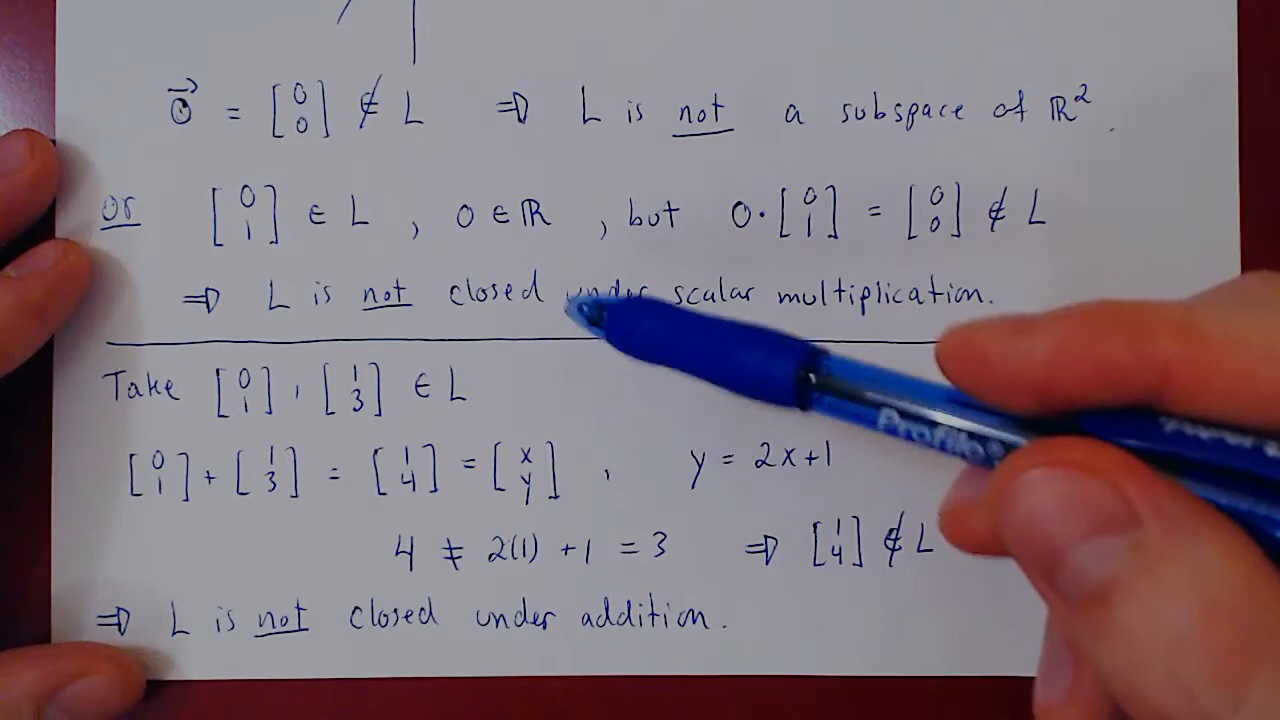 0⃗ = [0 0] ∉ L ⇒ L is not a subspace of ℝ².
or [0 1] ∈ L , 0 ∈ ℝ , but 0·[0 1] = [0 0] ∉ L
⇒ L is not closed under scalar multiplication.
Take [0 1] , [1 3] ∈ L
[0 1] + [1 3] = [1 4] = [x y] , y = 2x+1
4 ≠ 2(1) +1 = 3 ⇒ [1 4] ∉ L
⇒ L is not closed under addition.